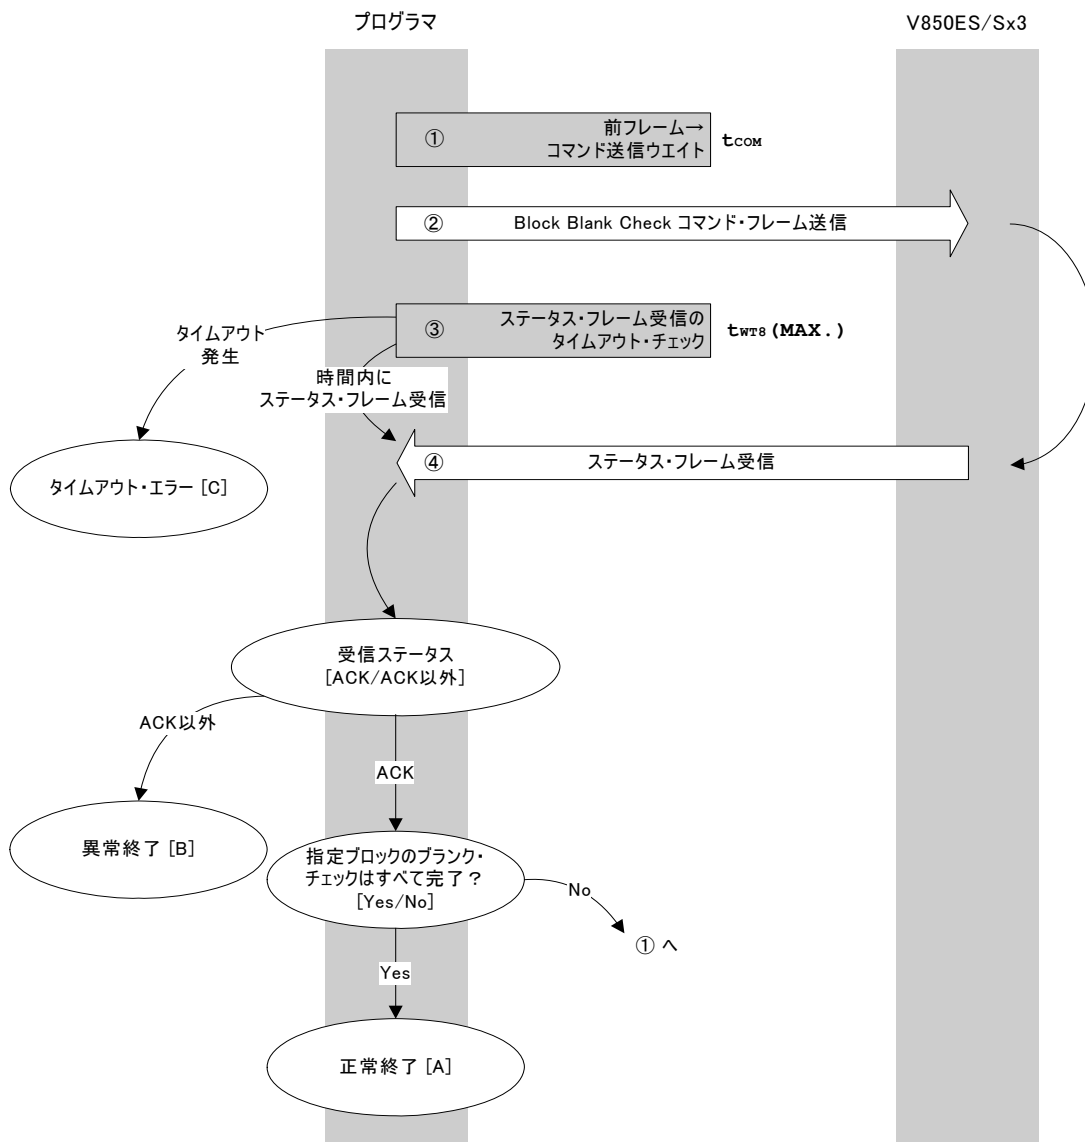 プログラマ
V850ES/Sx3
①
前フレーム→
コマンド送信ウエイト
tCOM
②
Block Blank Check コマンド・フレーム送信
③
ステータス・フレーム受信の
タイムアウト・チェック
tWT8(MAX.)
タイムアウト
発生
時間内に
ステータス・フレーム受信
④
ステータス・フレーム受信
タイムアウト・エラー [C]
受信ステータス
[ACK/ACK以外]
ACK以外
ACK
異常終了 [B]
指定ブロックのブランク・
チェックはすべて完了？
[Yes/No]
No
① へ
Yes
正常終了 [A]